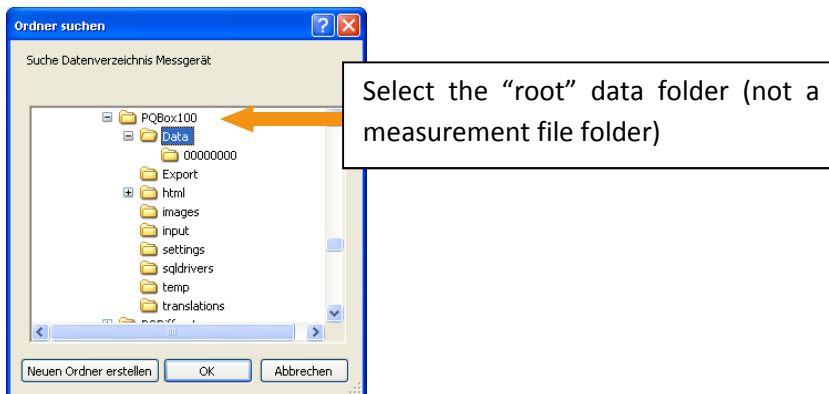 Ordner suchen
Suche Datenverzeichnis Messgerät
Select the “root” data folder (not a
measurement file folder)
PQBox100
Data
00000000
Export
html
images
input
settings
sqldrivers
temp
translations
Neuen Ordner erstellen OK Abbrechen